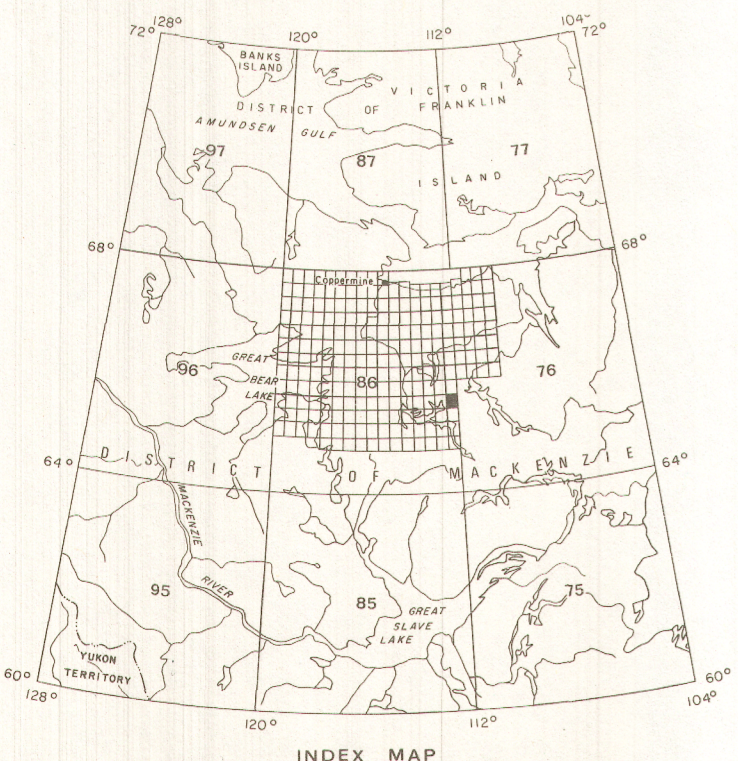 128°
72°
120°
112°
104°
72°
BANKS
ISLAND
VICTORIA
DISTRICT OF FRANKLIN
AMUNDSEN GULF
97
87
77
ISLAND
68°
68°
Coppermine
GREAT
96
BEAR
86
76
LAKE
DISTRICT OF MACKENZIE
64°
64°
MACKENZIE
RIVER
95
85
75
GREAT
SLAVE
LAKE
YUKON
TERRITORY
60°
60°
128°
104°
120°
112°
INDEX MAP